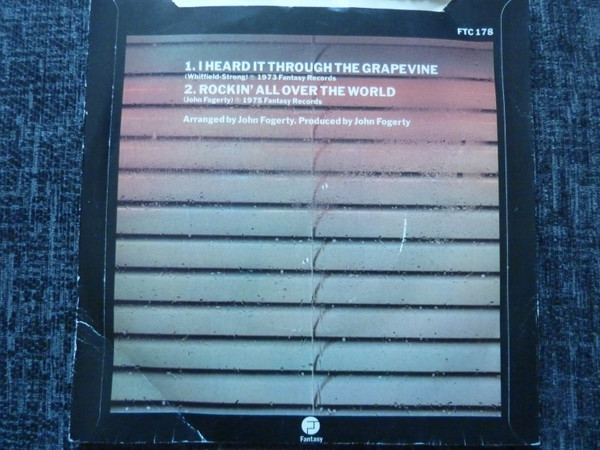 FTC 178
1. I HEARD IT THROUGH THE GRAPEVINE
(Whitfield-Strong) ℗ 1973 Fantasy Records
2. ROCKIN' ALL OVER THE WORLD
(John Fogerty) ℗ 1975 Fantasy Records
Arranged by John Fogerty. Produced by John Fogerty
Fantasy